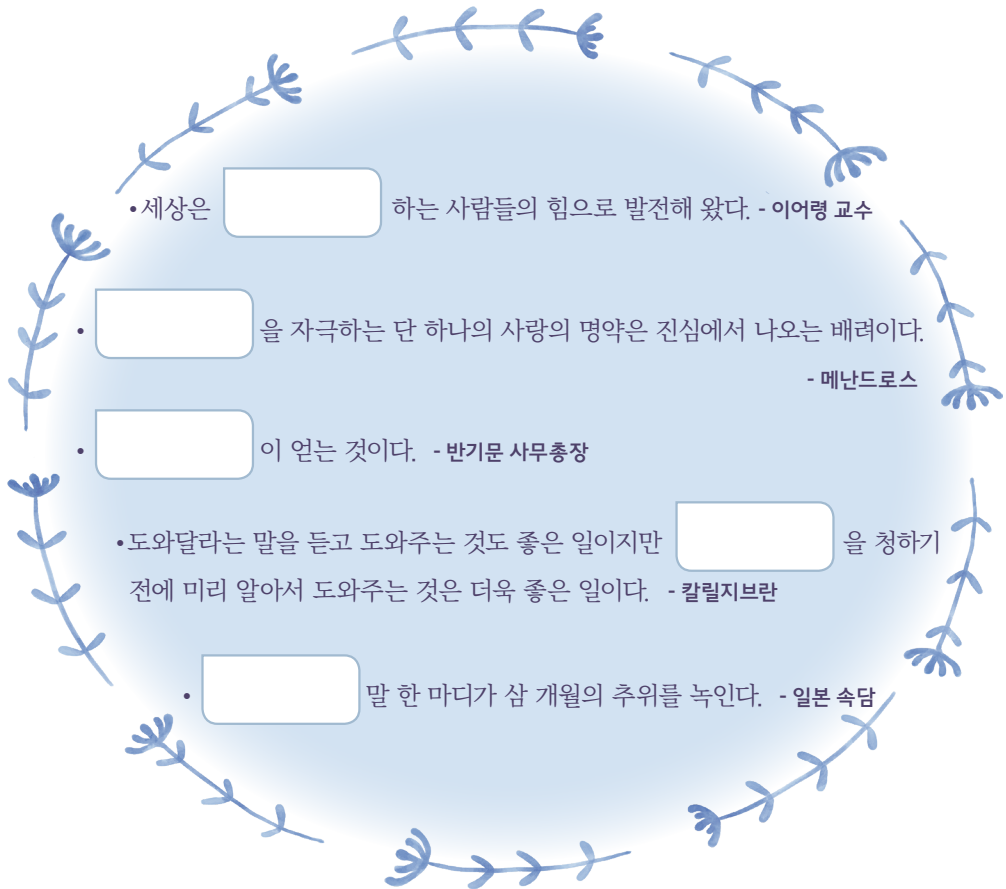 •세상은 하는 사람들의 힘으로 발전해 왔다. - 이어령 교수
• 을 자극하는 단 하나의 사랑의 명약은 진심에서 나오는 배려이다.
- 메난드로스
• 이 얻는 것이다. - 반기문 사무총장
•도와달라는 말을 듣고 도와주는 것도 좋은 일이지만 을 청하기
전에 미리 알아서 도와주는 것은 더욱 좋은 일이다. - 칼릴지브란
• 말 한 마디가 삼 개월의 추위를 녹인다. - 일본 속담